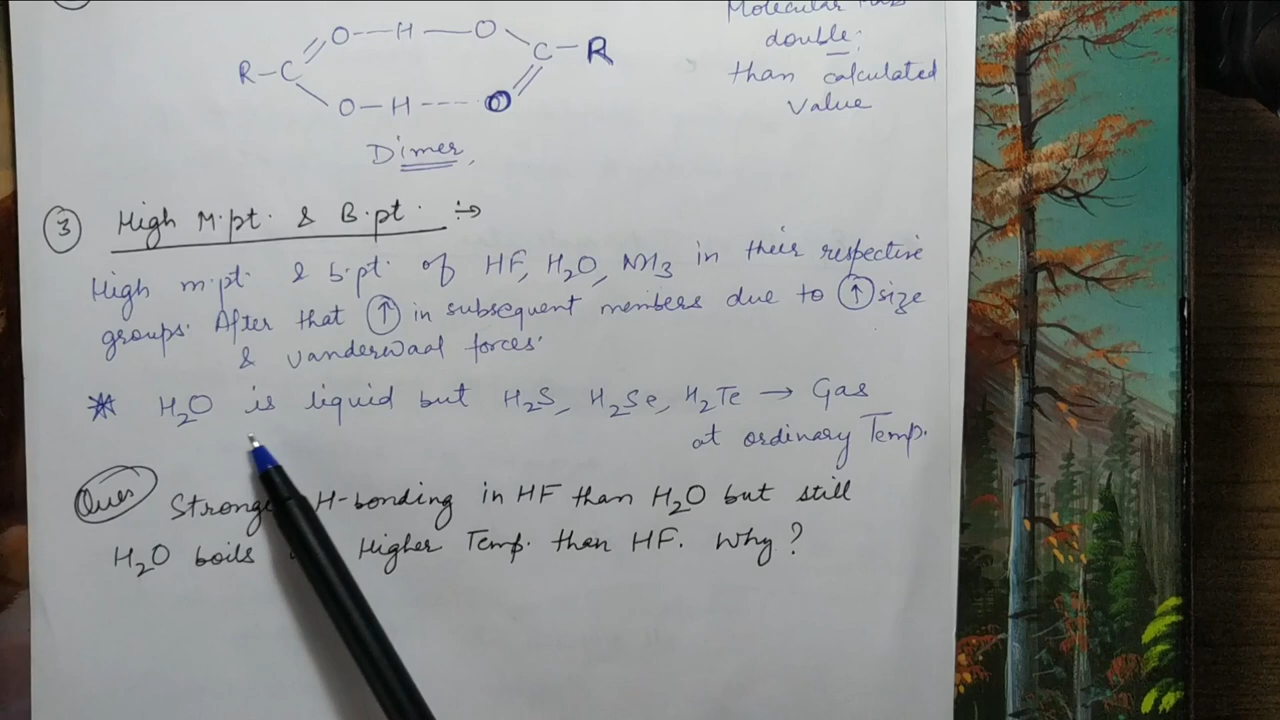 Molecular
double.
than calculated
value
O---H—O
R-C
C-R
O-H---O
Dimer,
③ High M.pt. & B.pt. :→
High m.pt. & b.pt. of HF, H₂O, NH₃ in their respective
groups. After that ↑ in subsequent members due to ↑ size
& vanderwaal forces.
* H₂O is liquid but H₂S, H₂Se, H₂Te → Gas
at ordinary Temp.
Ques H-bonding in HF than H₂O but still
H₂O boils Higher Temp. than HF. Why?